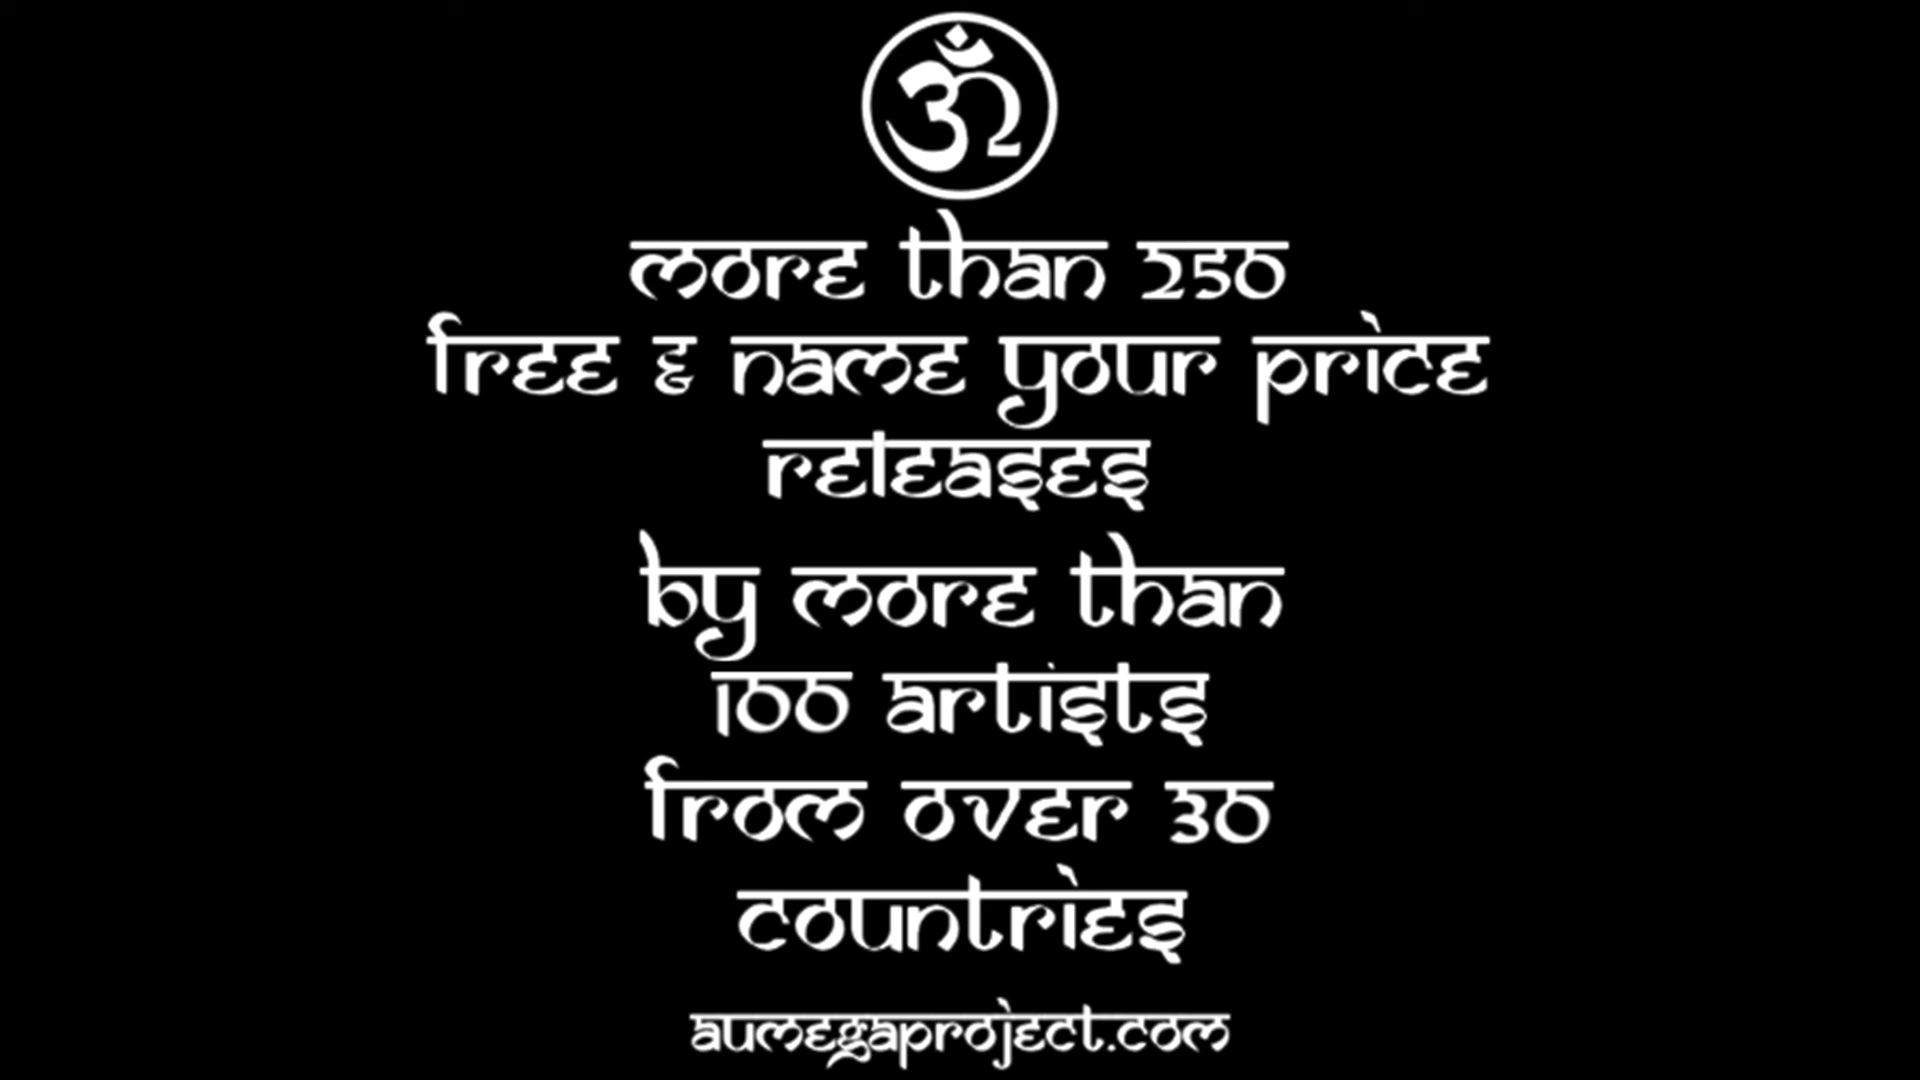 ॐ
more than 250
free & name your price
releases
by more than
100 artists
from over 30
countries
aumegaproject.com